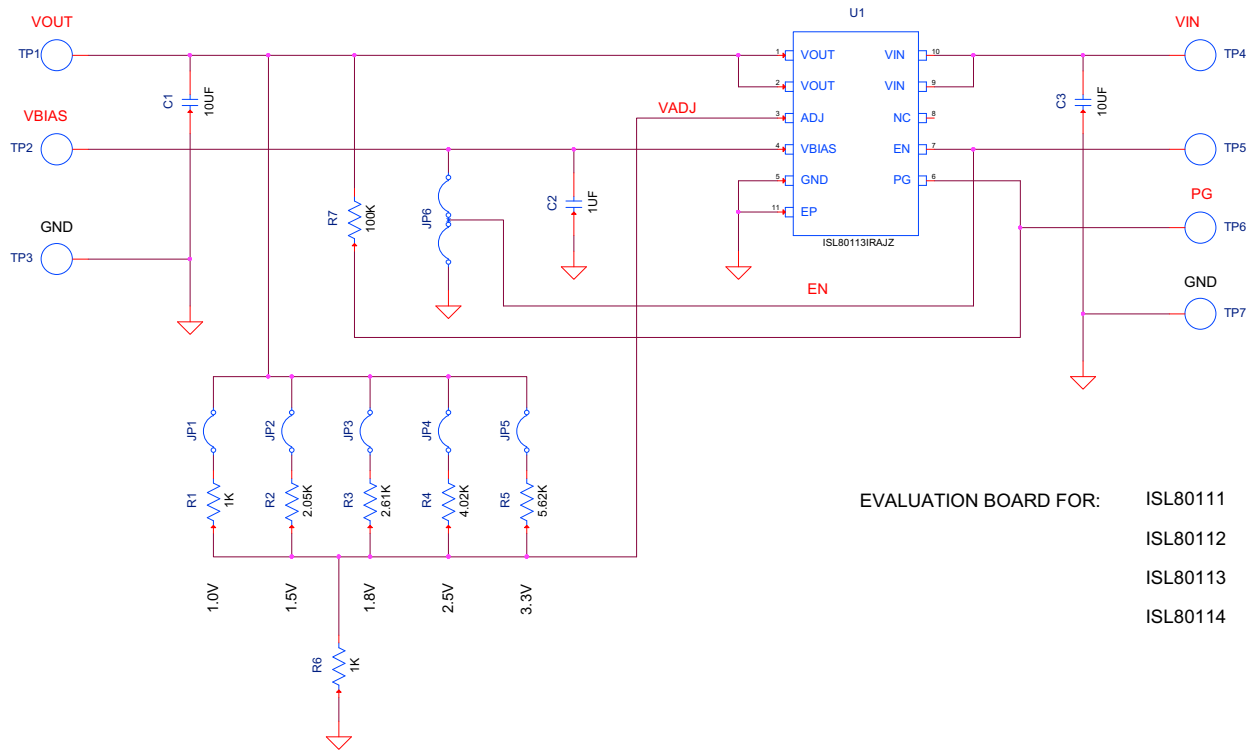 VOUT
TP1
VBIAS
TP2
GND
TP3
C1
10UF
R7
100K
JP6
C2
1UF
VADJ
EN
U1
1
VOUT
VIN
10
2
VOUT
VIN
9
3
ADJ
NC
8
4
VBIAS
EN
7
5
GND
PG
6
11
EP
ISL80113IRAJZ
C3
10UF
VIN
TP4
TP5
PG
TP6
GND
TP7
JP1
JP2
JP3
JP4
JP5
R1
1K
R2
2.05K
R3
2.61K
R4
4.02K
R5
5.62K
1.0V
1.5V
1.8V
2.5V
3.3V
R6
1K
EVALUATION BOARD FOR: ISL80111
ISL80112
ISL80113
ISL80114